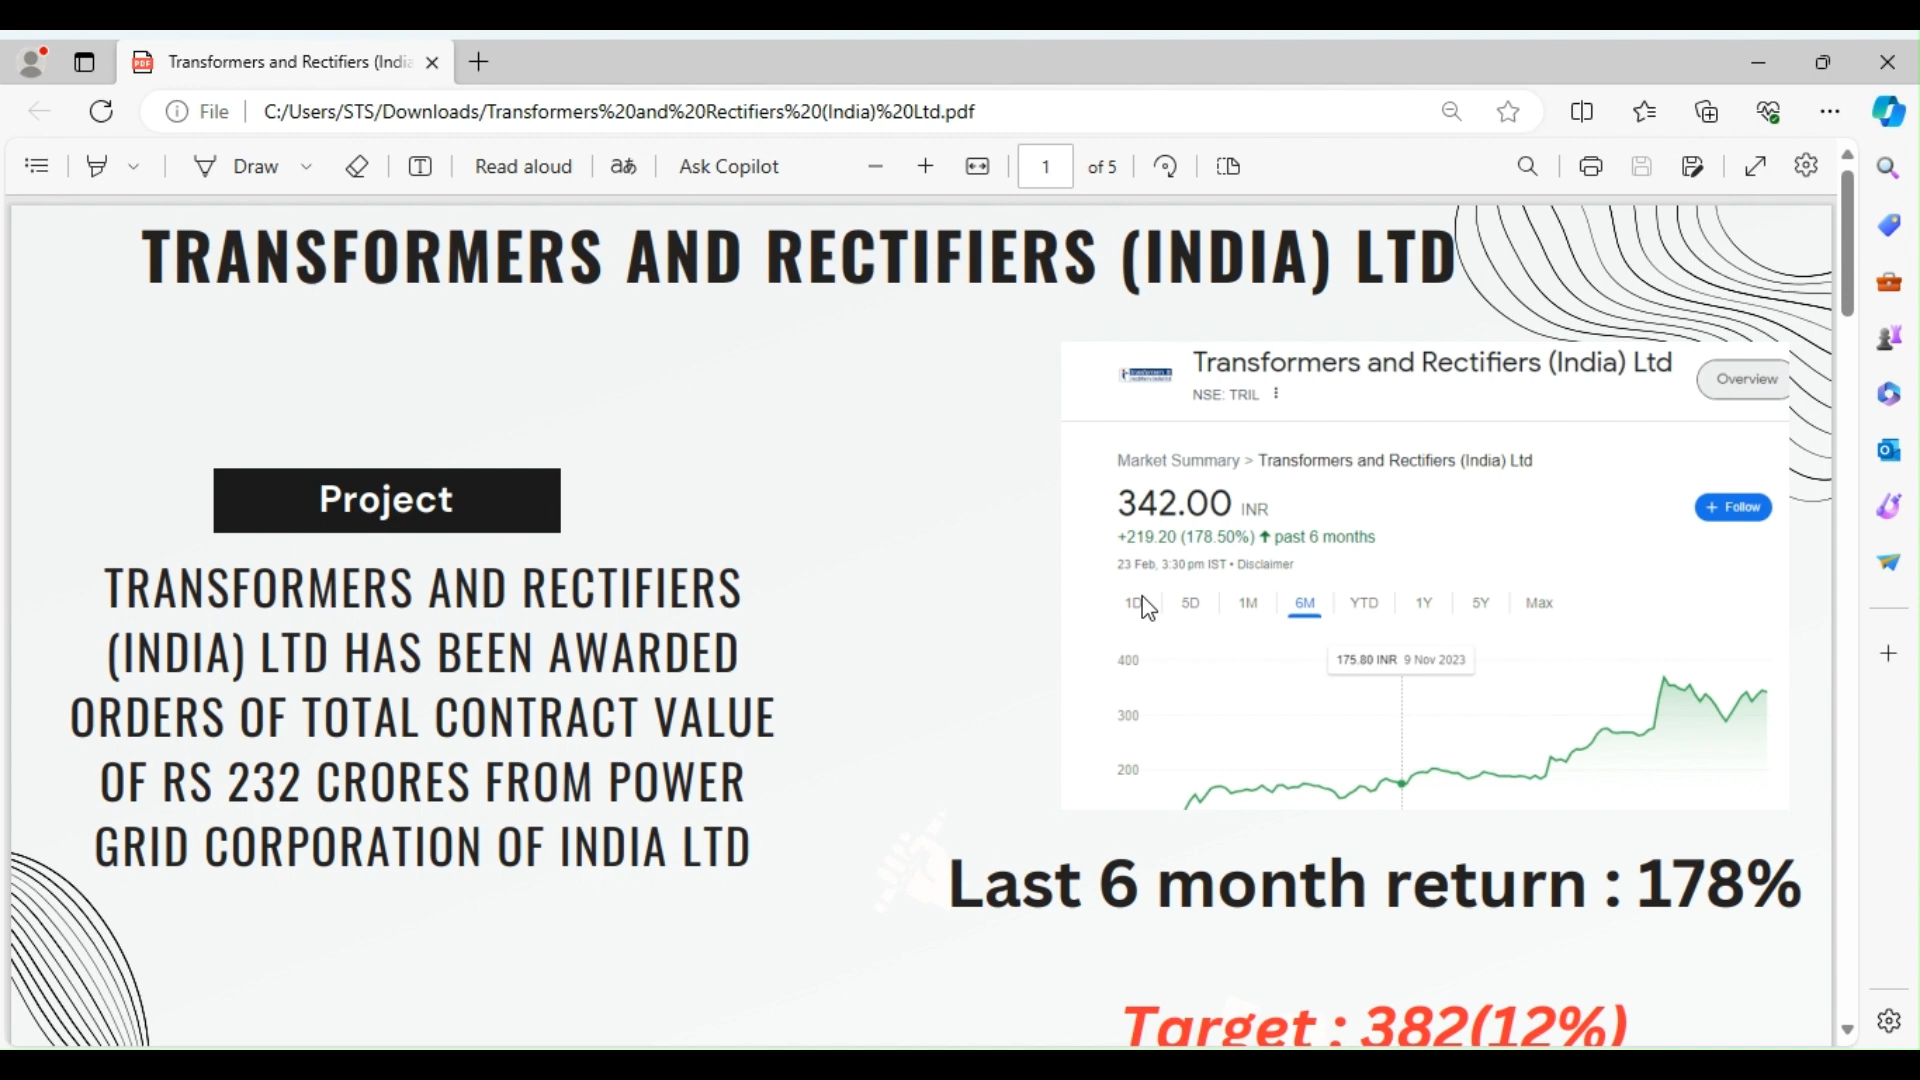 Transformers and Rectifiers (India
File
C:/Users/STS/Downloads/Transformers%20and%20Rectifiers%20(India)%20Ltd.pdf
Draw
Read aloud
aあ
Ask Copilot
1 of 5
TRANSFORMERS AND RECTIFIERS (INDIA) LTD
Project
TRANSFORMERS AND RECTIFIERS
(INDIA) LTD HAS BEEN AWARDED
ORDERS OF TOTAL CONTRACT VALUE
OF RS 232 CRORES FROM POWER
GRID CORPORATION OF INDIA LTD
Transformers and Rectifiers (India) Ltd
NSE: TRIL
Overview
Market Summary > Transformers and Rectifiers (India) Ltd
342.00 INR
+ Follow
+219.20 (178.50%) ↑ past 6 months
23 Feb, 3:30 pm IST • Disclaimer
1D 5D 1M 6M YTD 1Y 5Y Max
175.80 INR 9 Nov 2023
400
300
200
Last 6 month return : 178%
Target : 382(12%)